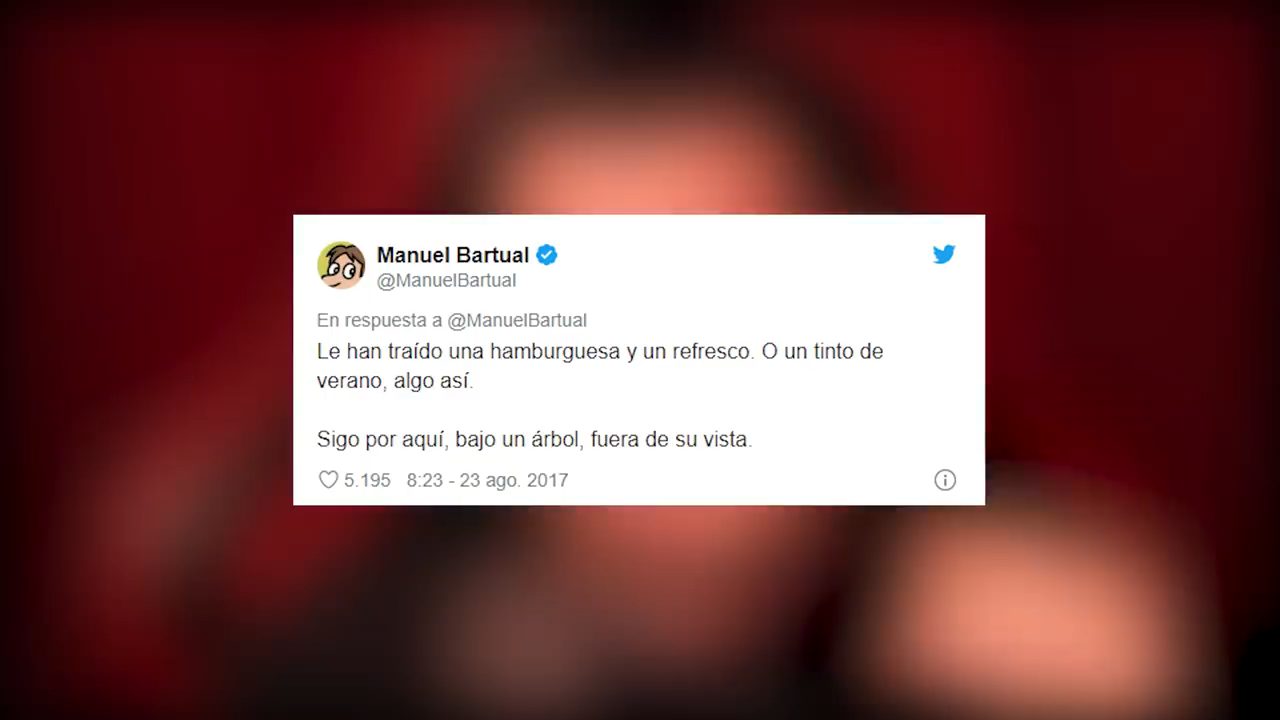 Manuel Bartual
@ManuelBartual
En respuesta a @ManuelBartual
Le han traído una hamburguesa y un refresco. O un tinto de
verano, algo así.
Sigo por aquí, bajo un árbol, fuera de su vista.
5.195 8:23 - 23 ago. 2017